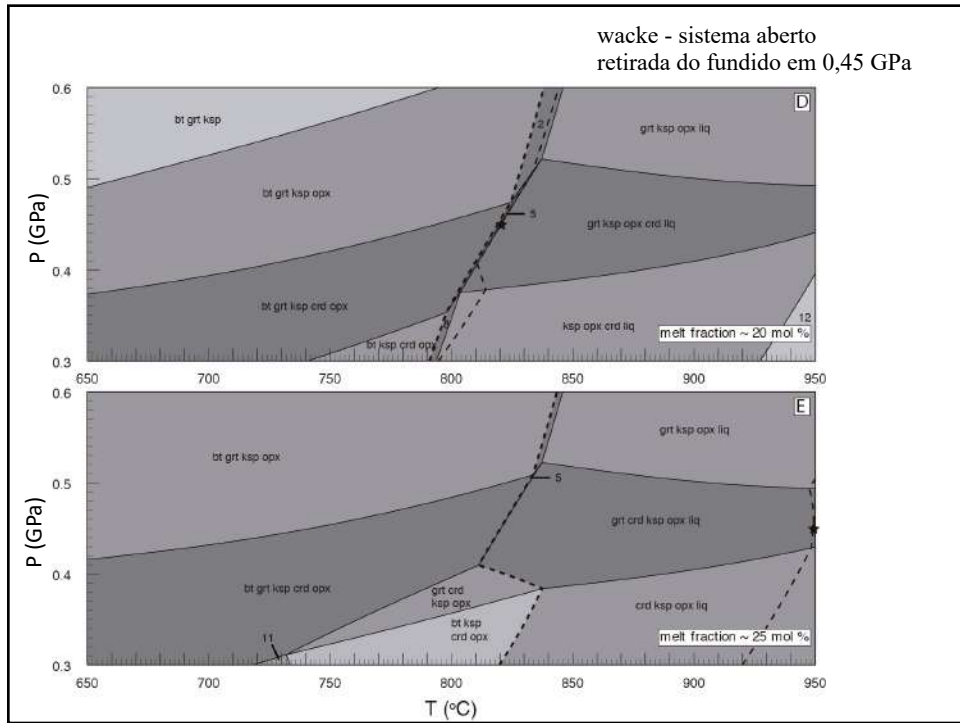 wacke - sistema aberto
retirada do fundido em 0,45 GPa
0.6
D
bt grt ksp
2
grt ksp opx liq
0.5
bt grt ksp opx
5
grt ksp opx crd liq
P (GPa)
0.4
bt grt ksp crd opx
12
ksp opx crd liq
bt ksp crd opx
melt fraction ~ 20 mol %
0.3
650 700 750 800 850 900 950
0.6
E
grt ksp opx liq
bt grt ksp opx
0.5
5
grt crd ksp opx liq
P (GPa)
0.4
bt grt ksp crd opx
grt crd
ksp opx
crd ksp opx liq
bt ksp
crd opx
11
melt fraction ~ 25 mol %
0.3
650 700 750 800 850 900 950
T (°C)